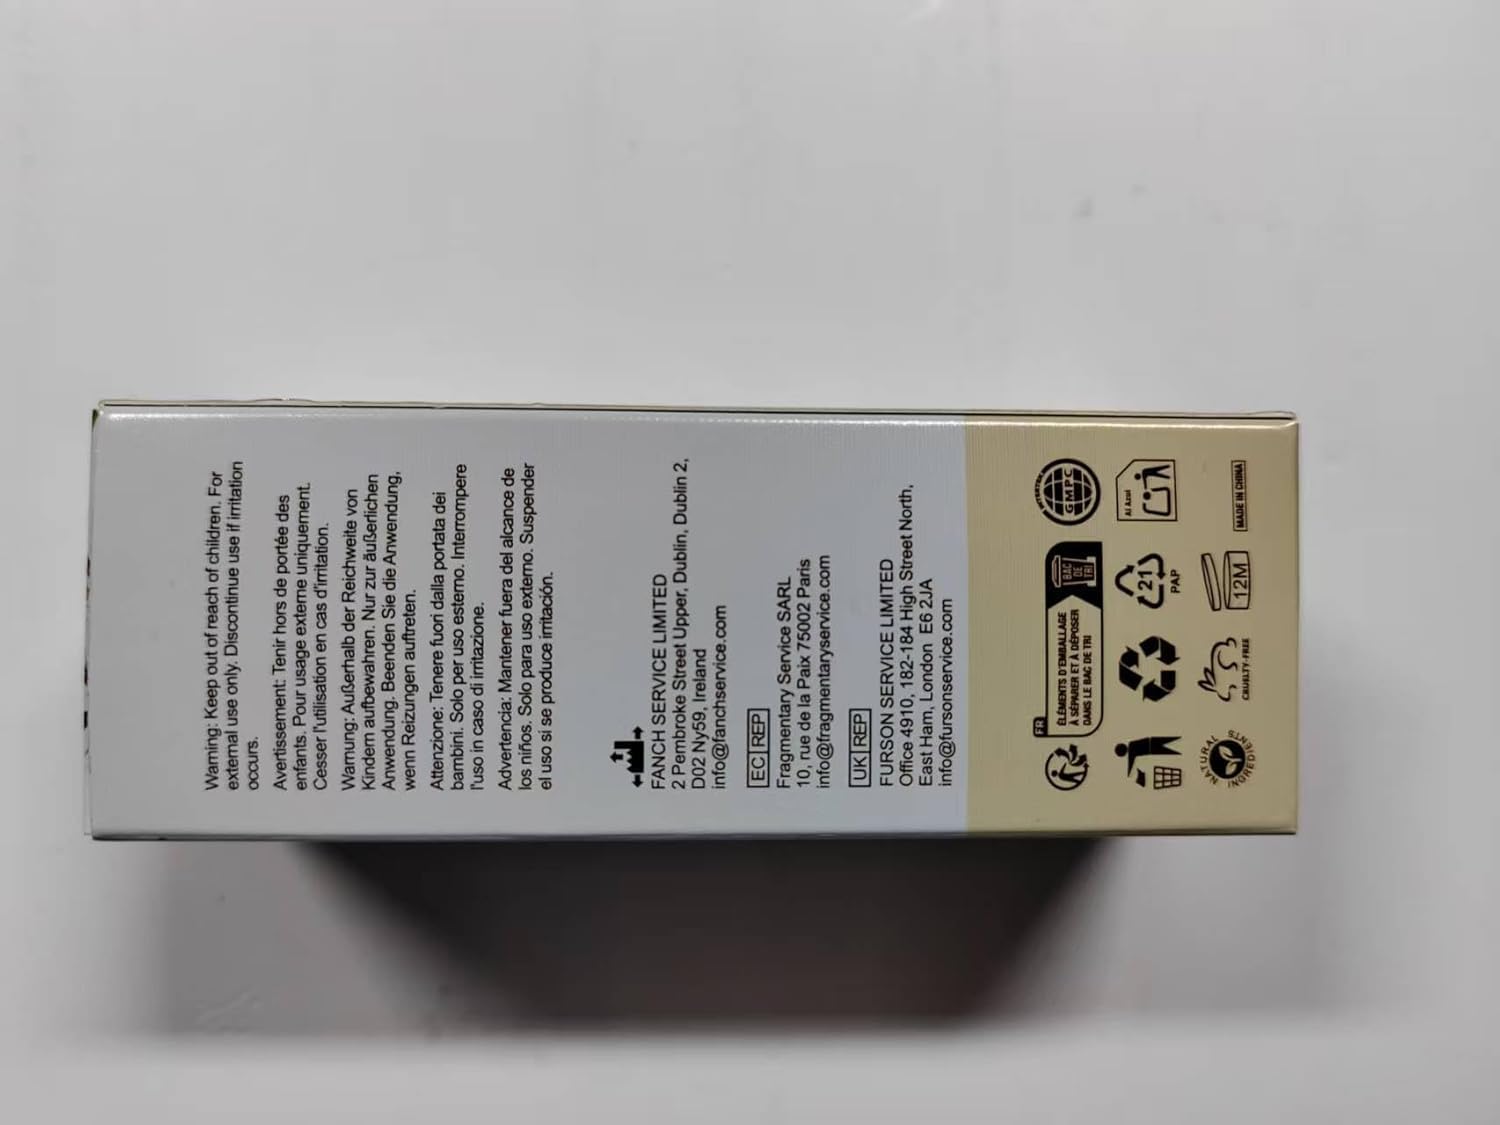 Warning: Keep out of reach of children. For
external use only. Discontinue use if irritation
occurs.
Avertissement: Tenir hors de portée des
enfants. Pour usage externe uniquement.
Cesser l'utilisation en cas d'irritation.
Warnung: Außerhalb der Reichweite von
Kindern aufbewahren. Nur zur äußerlichen
Anwendung. Beenden Sie die Anwendung,
wenn Reizungen auftreten.
Attenzione: Tenere fuori dalla portata dei
bambini. Solo per uso esterno. Interrompere
l'uso in caso di irritazione.
Advertencia: Mantener fuera del alcance de
los niños. Solo para uso externo. Suspender
el uso si se produce irritación.
FANCH SERVICE LIMITED
2 Pembroke Street Upper, Dublin, Dublin 2,
D02 Ny59, Ireland
info@fanchservice.com
EC REP
Fragmentary Service SARL
10, rue de la Paix 75002 Paris
info@fragmentaryservice.com
UK REP
FURSON SERVICE LIMITED
Office 4910, 182-184 High Street North,
East Ham, London E6 2JA
info@fursonservice.com
FR
ÉLÉMENTS D'EMBALLAGE
À SÉPARER ET À DÉPOSER
DANS LE BAC DE TRI
BAC
DE
TRI
GMPC
21
PAP
Al Azul
NATURAL
INGREDIENTS
CRUELTY-FREE
12M
MADE IN CHINA